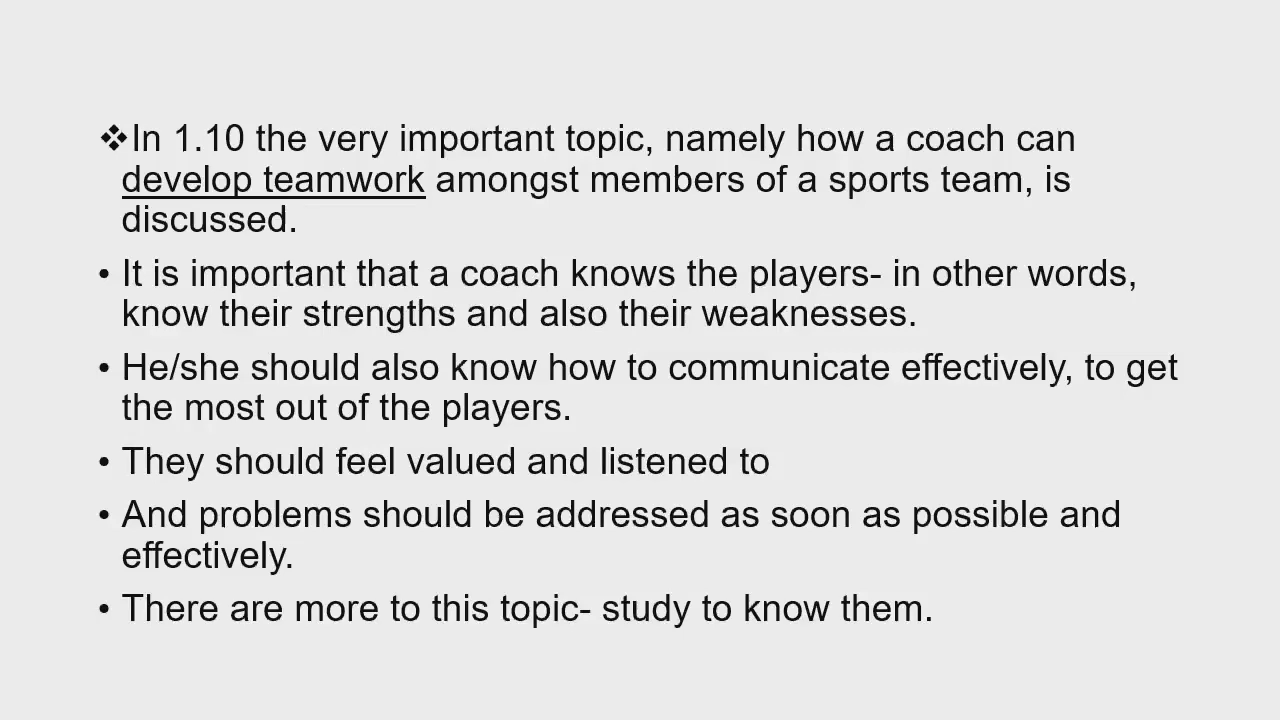 ❖In 1.10 the very important topic, namely how a coach can
develop teamwork amongst members of a sports team, is
discussed.
• It is important that a coach knows the players- in other words,
know their strengths and also their weaknesses.
• He/she should also know how to communicate effectively, to get
the most out of the players.
• They should feel valued and listened to
• And problems should be addressed as soon as possible and
effectively.
• There are more to this topic- study to know them.